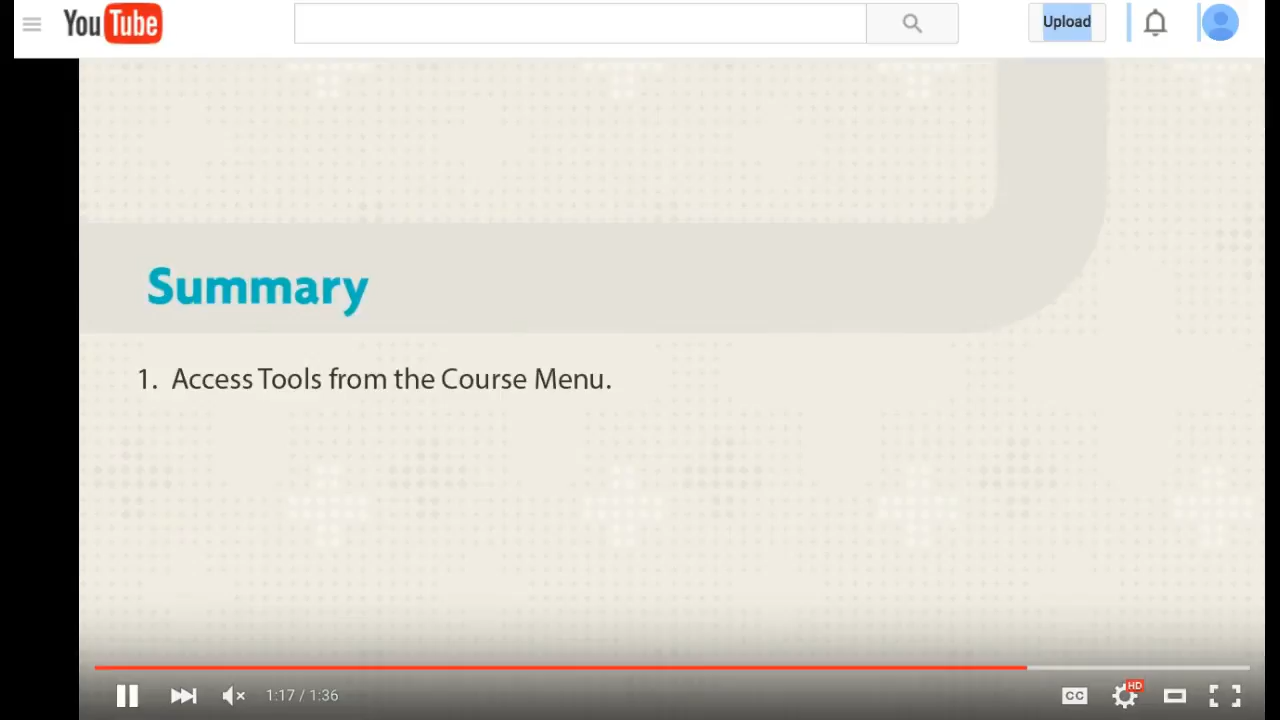 YouTube
Upload
Summary
1. Access Tools from the Course Menu.
1:17 / 1:36
CC
HD